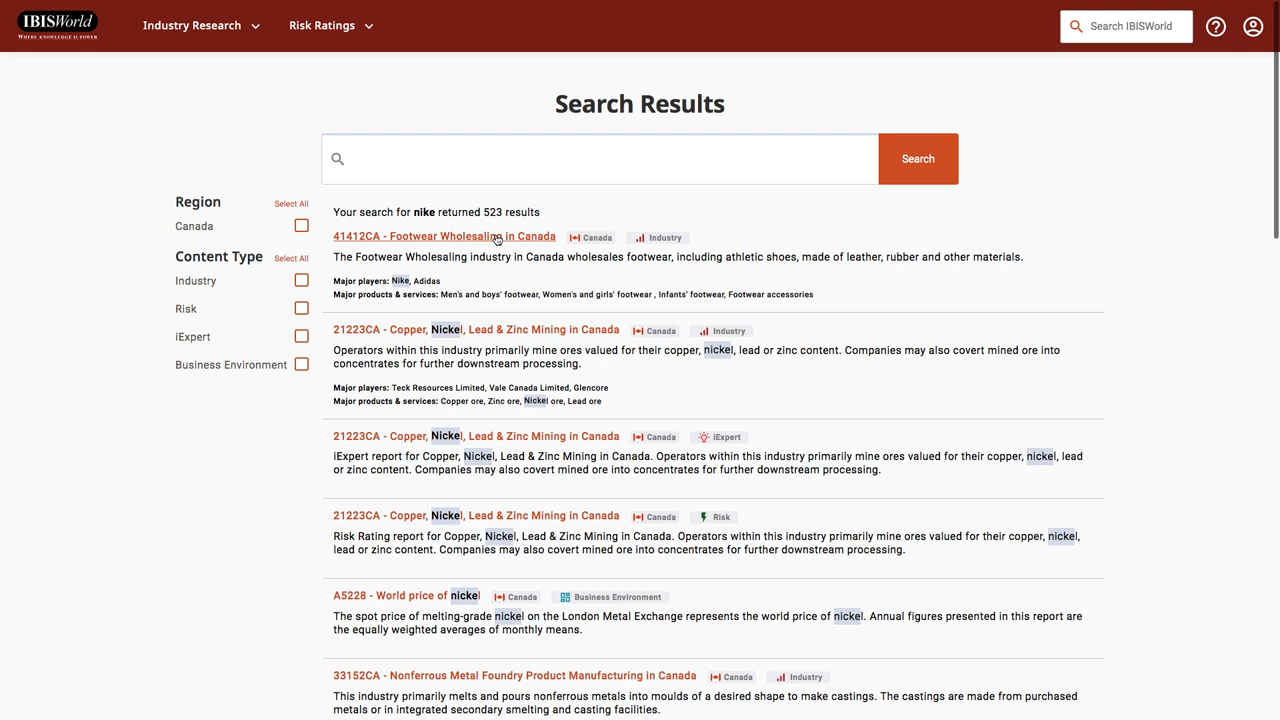 IBISWorld
WHERE KNOWLEDGE IS POWER
Industry Research
Risk Ratings
Search IBISWorld
Search Results
Search
Region
Select All
Canada
Content Type
Select All
Industry
Risk
iExpert
Business Environment
Your search for nike returned 523 results
41412CA - Footwear Wholesaling in Canada Canada Industry
The Footwear Wholesaling industry in Canada wholesales footwear, including athletic shoes, made of leather, rubber and other materials.
Major players: Nike, Adidas
Major products & services: Men's and boys' footwear, Women's and girls' footwear , Infants' footwear, Footwear accessories
21223CA - Copper, Nickel, Lead & Zinc Mining in Canada Canada Industry
Operators within this industry primarily mine ores valued for their copper, nickel, lead or zinc content. Companies may also covert mined ore into
concentrates for further downstream processing.
Major players: Teck Resources Limited, Vale Canada Limited, Glencore
Major products & services: Copper ore, Zinc ore, Nickel ore, Lead ore
21223CA - Copper, Nickel, Lead & Zinc Mining in Canada Canada iExpert
iExpert report for Copper, Nickel, Lead & Zinc Mining in Canada. Operators within this industry primarily mine ores valued for their copper, nickel, lead
or zinc content. Companies may also covert mined ore into concentrates for further downstream processing.
21223CA - Copper, Nickel, Lead & Zinc Mining in Canada Canada Risk
Risk Rating report for Copper, Nickel, Lead & Zinc Mining in Canada. Operators within this industry primarily mine ores valued for their copper, nickel,
lead or zinc content. Companies may also covert mined ore into concentrates for further downstream processing.
A5228 - World price of nickel Canada Business Environment
The spot price of melting-grade nickel on the London Metal Exchange represents the world price of nickel. Annual figures presented in this report are
the equally weighted averages of monthly means.
33152CA - Nonferrous Metal Foundry Product Manufacturing in Canada Canada Industry
This industry primarily melts and pours nonferrous metals into moulds of a desired shape to make castings. The castings are made from purchased
metals or in integrated secondary smelting and casting facilities.